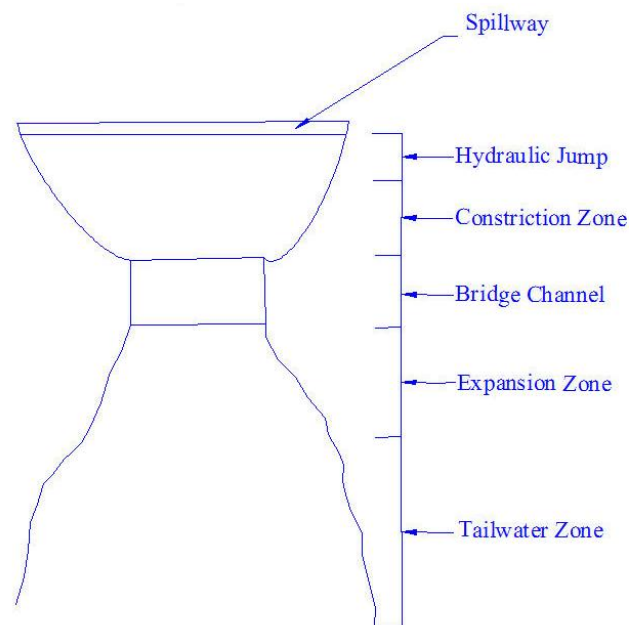 Spillway
Hydraulic Jump
Constriction Zone
Bridge Channel
Expansion Zone
Tailwater Zone